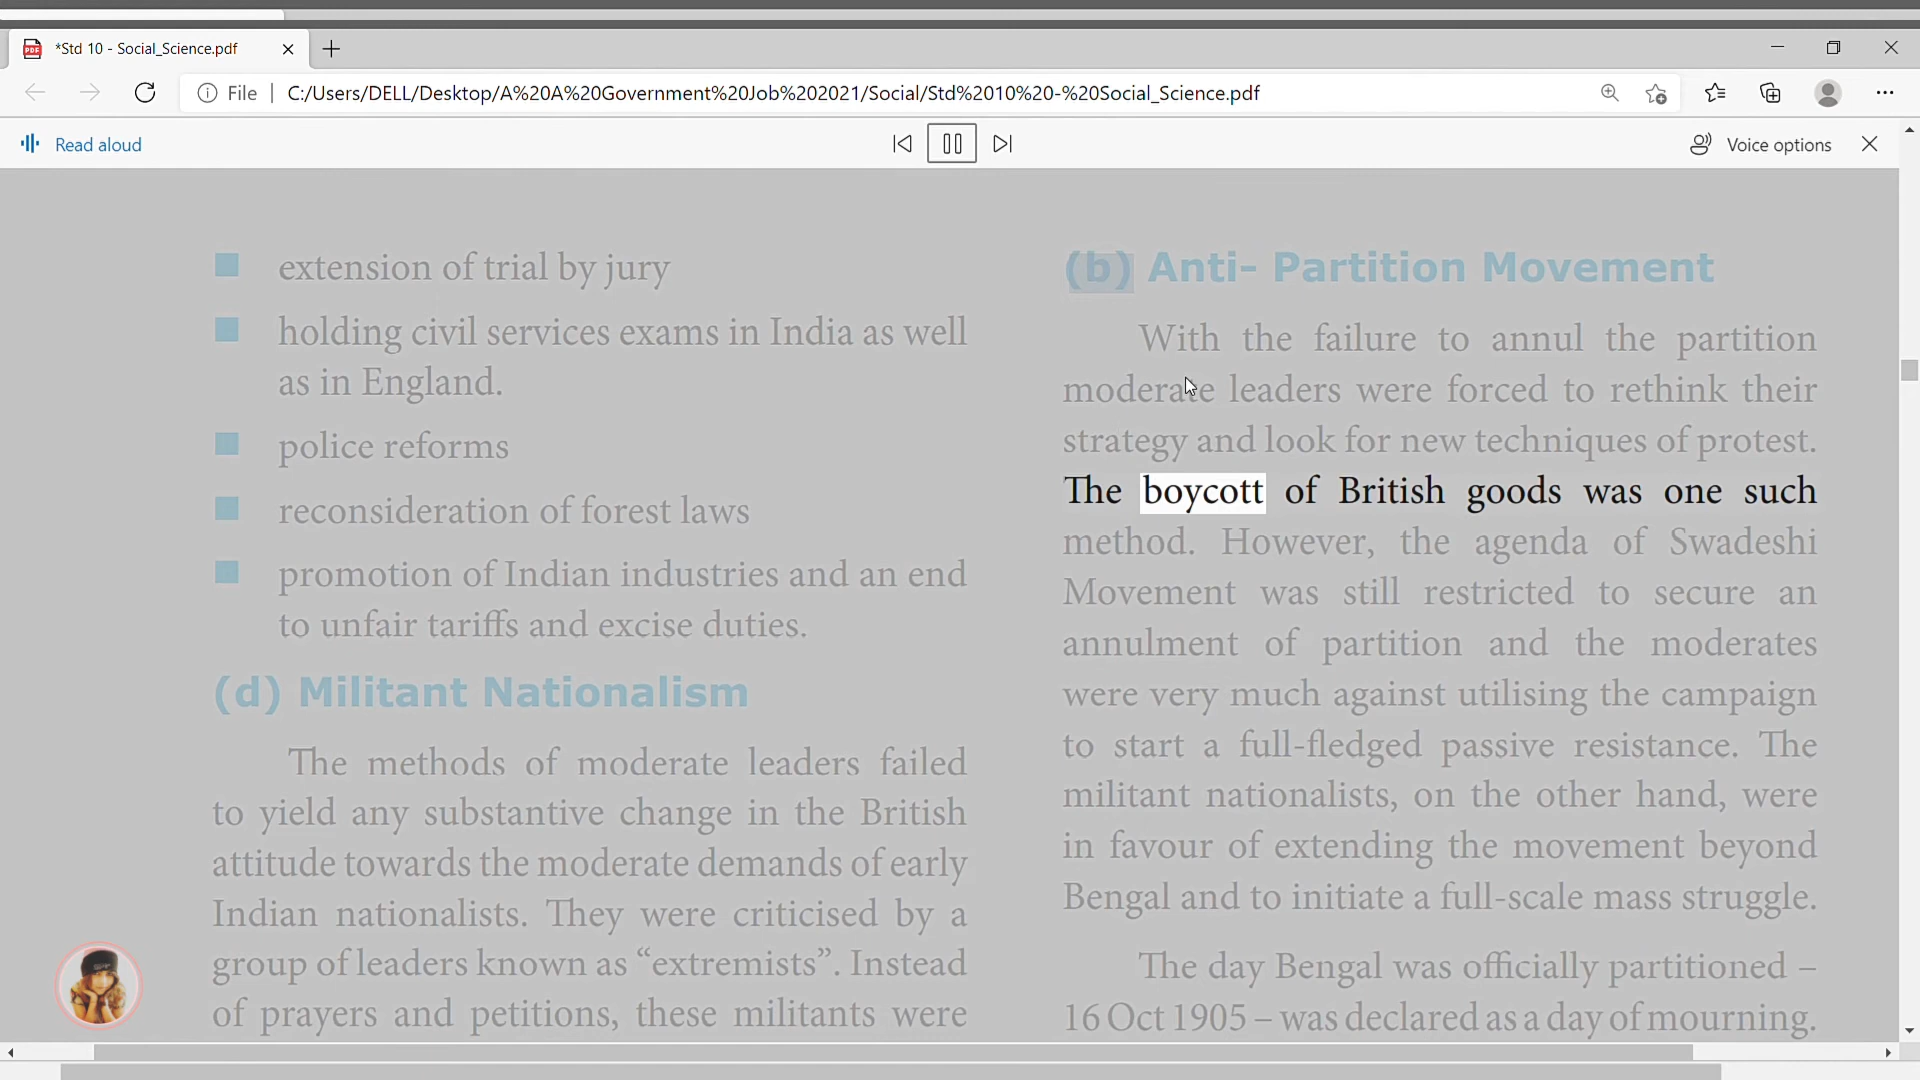 *Std 10 - Social_Science.pdf
File
C:/Users/DELL/Desktop/A%20A%20Government%20Job%202021/Social/Std%2010%20-%20Social_Science.pdf
Read aloud
Voice options
extension of trial by jury
holding civil services exams in India as well
as in England.
police reforms
reconsideration of forest laws
promotion of Indian industries and an end
to unfair tariffs and excise duties.
(d) Militant Nationalism
The methods of moderate leaders failed
to yield any substantive change in the British
attitude towards the moderate demands of early
Indian nationalists. They were criticised by a
group of leaders known as “extremists”. Instead
of prayers and petitions, these militants were
(b) Anti- Partition Movement
With the failure to annul the partition
moderate leaders were forced to rethink their
strategy and look for new techniques of protest.
The boycott of British goods was one such
method. However, the agenda of Swadeshi
Movement was still restricted to secure an
annulment of partition and the moderates
were very much against utilising the campaign
to start a full-fledged passive resistance. The
militant nationalists, on the other hand, were
in favour of extending the movement beyond
Bengal and to initiate a full-scale mass struggle.
The day Bengal was officially partitioned –
16 Oct 1905 – was declared as a day of mourning.